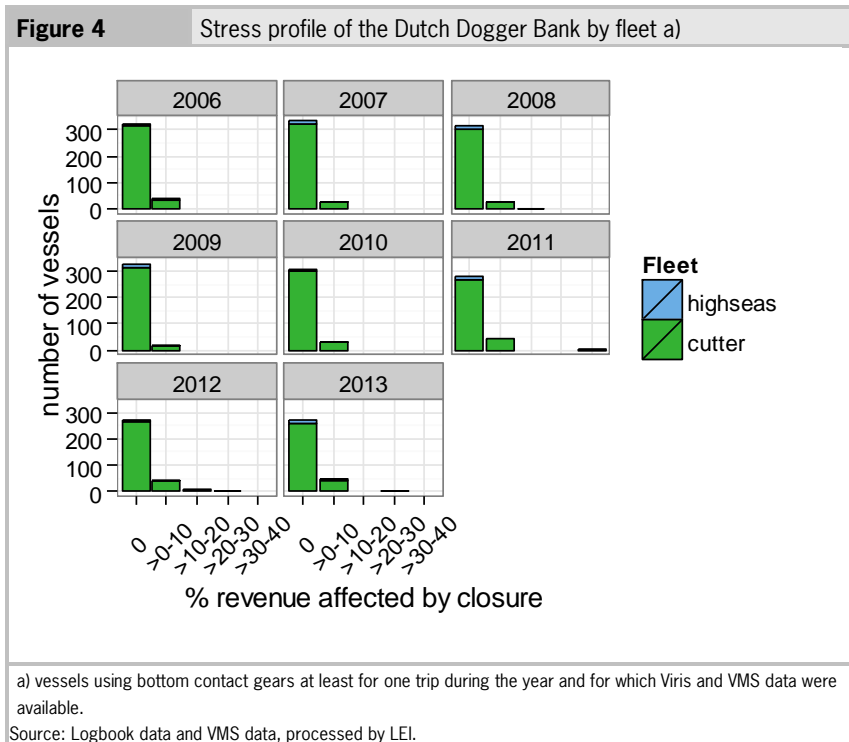 Figure 4 Stress profile of the Dutch Dogger Bank by fleet a)
2006 2007 2008
300
200
100
0
2009 2010 2011
300
200
100
0
2012 2013
300
200
100
0
number of vessels
0 >0-10 >10-20 >20-30 >30-40 0 >0-10 >10-20 >20-30 >30-40
% revenue affected by closure
Fleet
highseas
cutter
a) vessels using bottom contact gears at least for one trip during the year and for which Viris and VMS data were
available.
Source: Logbook data and VMS data, processed by LEI.